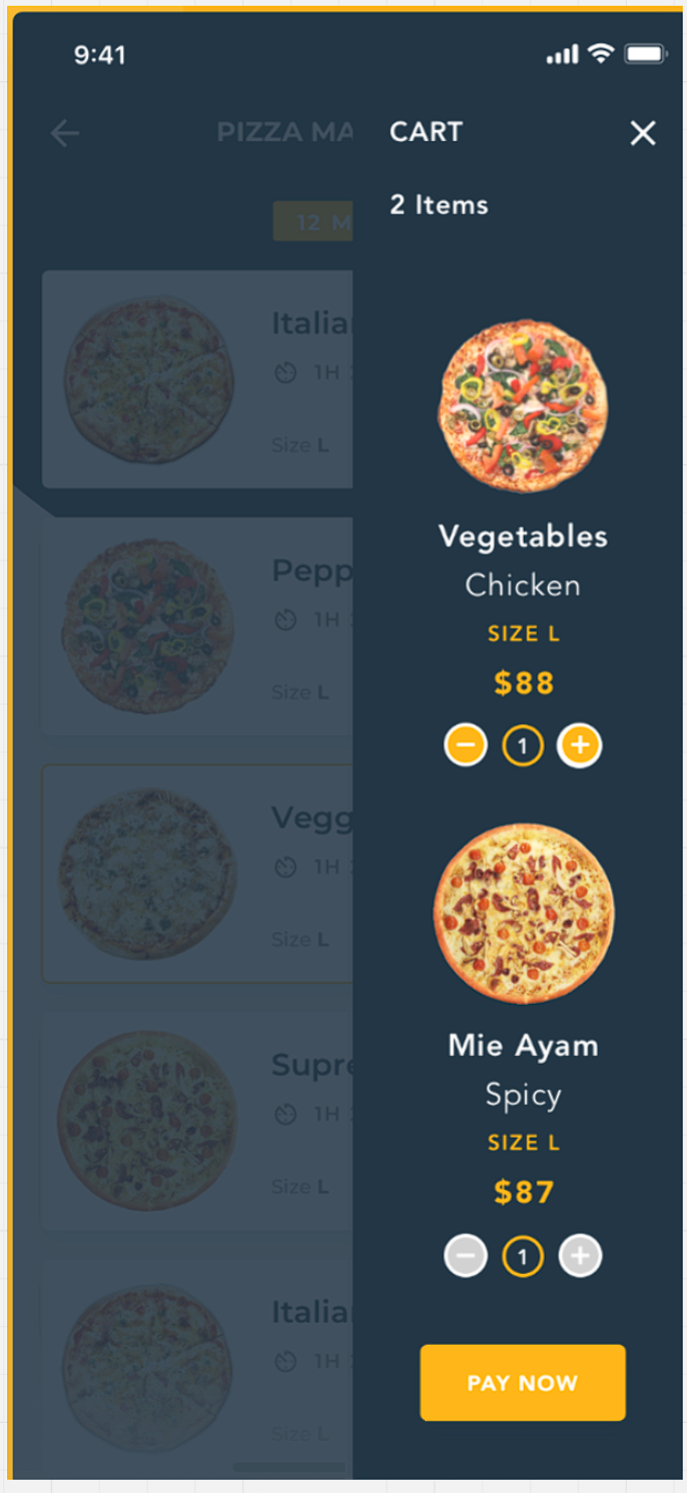 9:41
PIZZA MA
12 M
Italia
1H
Size L
Pepp
1H
Size L
Vegg
1H
Size L
Supre
1H
Size L
Italia
1H
Size L
CART
2 Items
Vegetables
Chicken
SIZE L
$88
1
Mie Ayam
Spicy
SIZE L
$87
1
PAY NOW